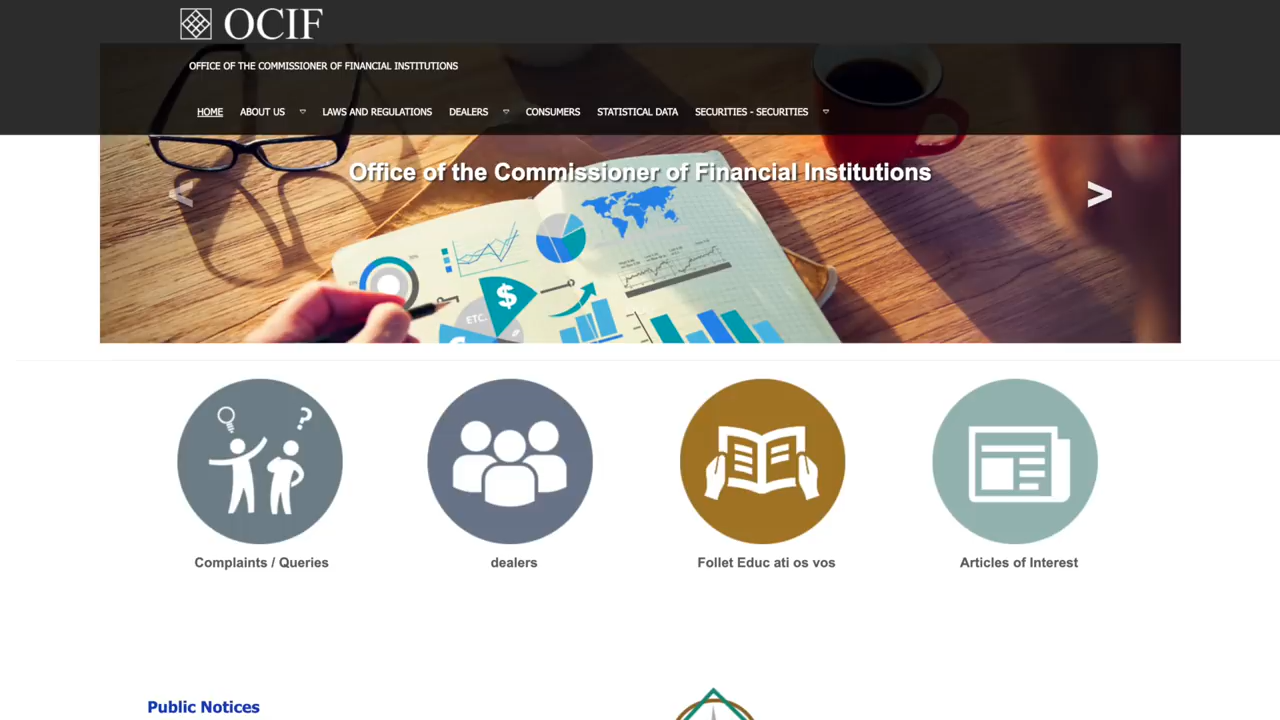 OCIF
OFFICE OF THE COMMISSIONER OF FINANCIAL INSTITUTIONS
HOME ABOUT US LAWS AND REGULATIONS DEALERS CONSUMERS STATISTICAL DATA SECURITIES - SECURITIES
Office of the Commissioner of Financial Institutions
< >
$
ETC.
?
Complaints / Queries dealers Follet Educ ati os vos Articles of Interest
Public Notices